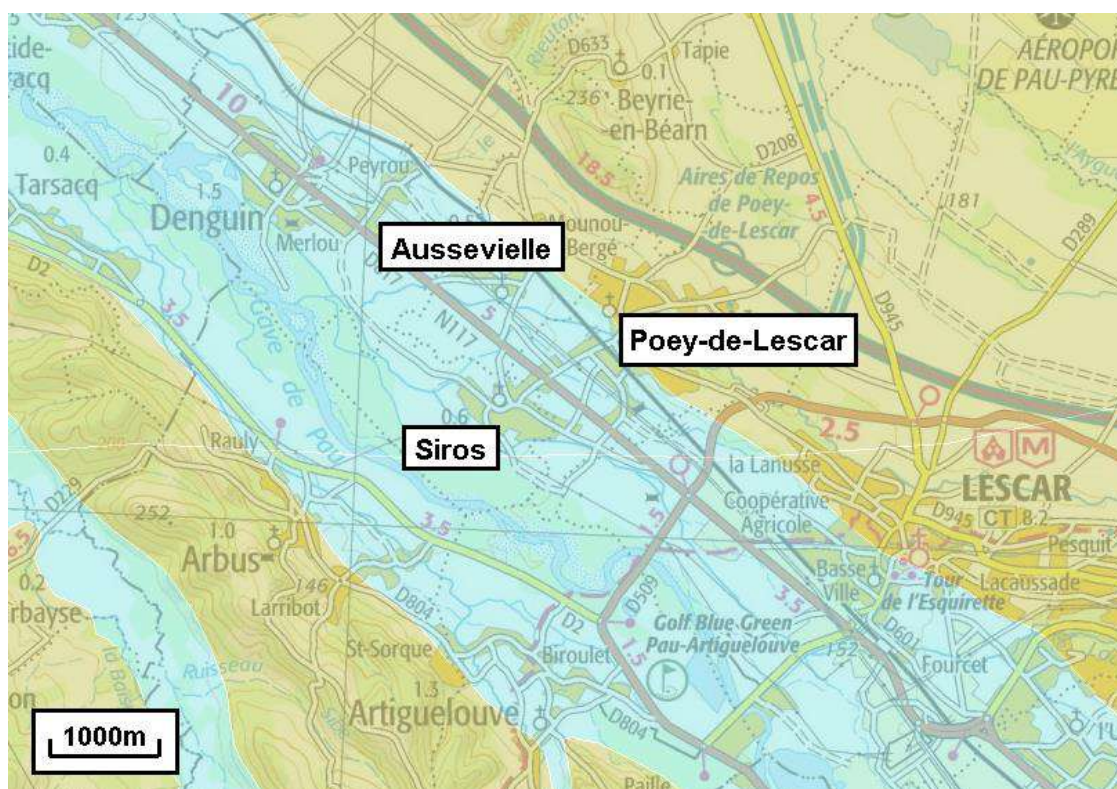 D633
Tapie
0.1
236
Beyrie-
en-Béarn
AÉROPORT
DE PAU-PYRÉ
10
Peyrou
le
18.5
D208
Aires de Repos
de Poey-
de-Lescar
4.5
181
D289
0.4
Tarsacq
1.5
Denguin
Merlou
Mounou-
Bergé
Aussevielle
D2
3.5
Gave de Pau
5
N117
D945
Poey-de-Lescar
0.6
Siros
Rauly
2.5
la Lanusse
LESCAR
D229
252
1.0
Arbus
3.5
1.5
Coopérative
Agricole
D945
CT
8.2
Pesquit
0.2
146
Larribot
D804
D2
D509
Basse
Ville
Tour
de l'Esquirette
Lacaussade
Ruisseau
St-Sorque
Biroulet
1.5
Golf Blue Green
Pau-Artiguelouve
3.5
152
D601
Fourcet
1.3
Artiguelouve
D804
1000m
Paille